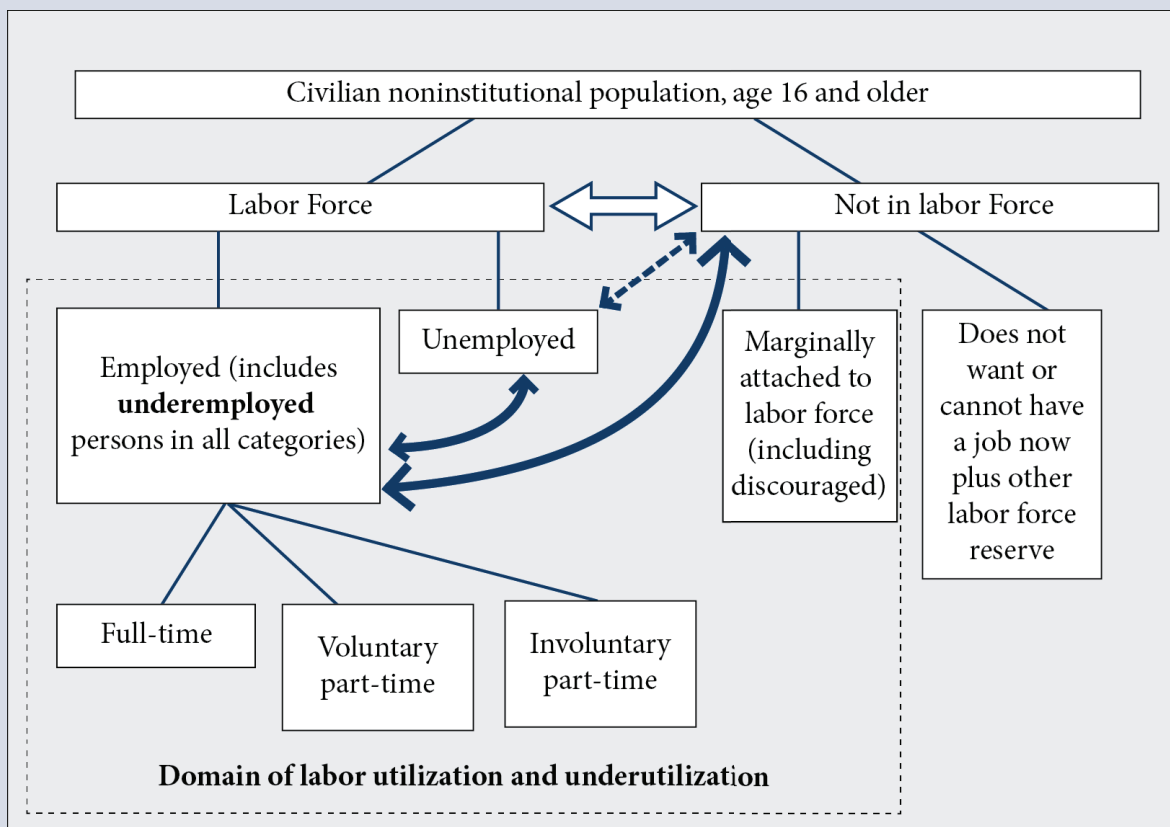 Civilian noninstitutional population, age 16 and older
Labor Force
Not in labor Force
Employed (includes
underemployed
persons in all categories)
Unemployed
Marginally
attached to
labor force
(including
discouraged)
Does not
want or
cannot have
a job now
plus other
labor force
reserve
Full-time
Voluntary
part-time
Involuntary
part-time
Domain of labor utilization and underutilization